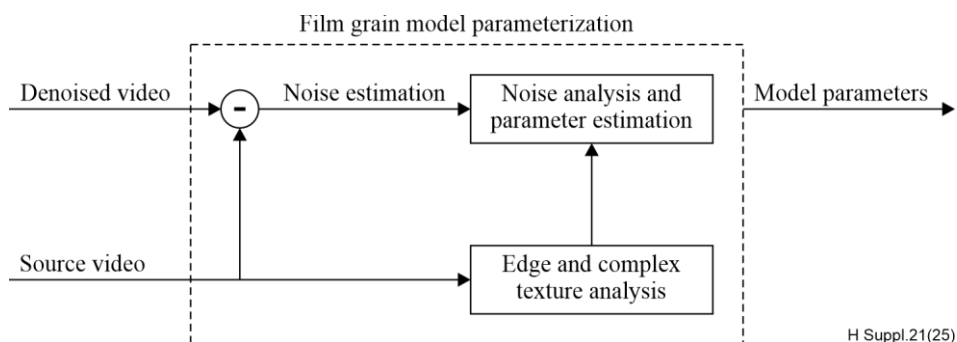 Film grain model parameterization
Denoised video
-
Noise estimation
Noise analysis and
parameter estimation
Model parameters
Source video
Edge and complex
texture analysis
H Suppl.21(25)